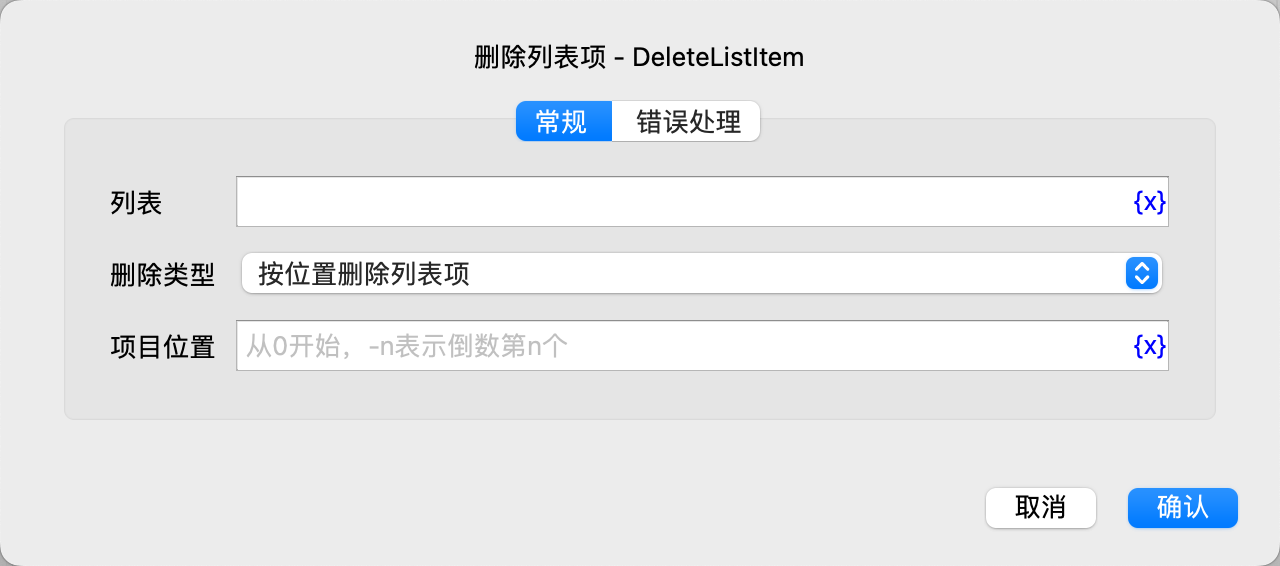 删除列表项 - DeleteListItem
常规 错误处理
列表 {x}
删除类型 按位置删除列表项
项目位置 从0开始，-n表示倒数第n个 {x}
取消 确认